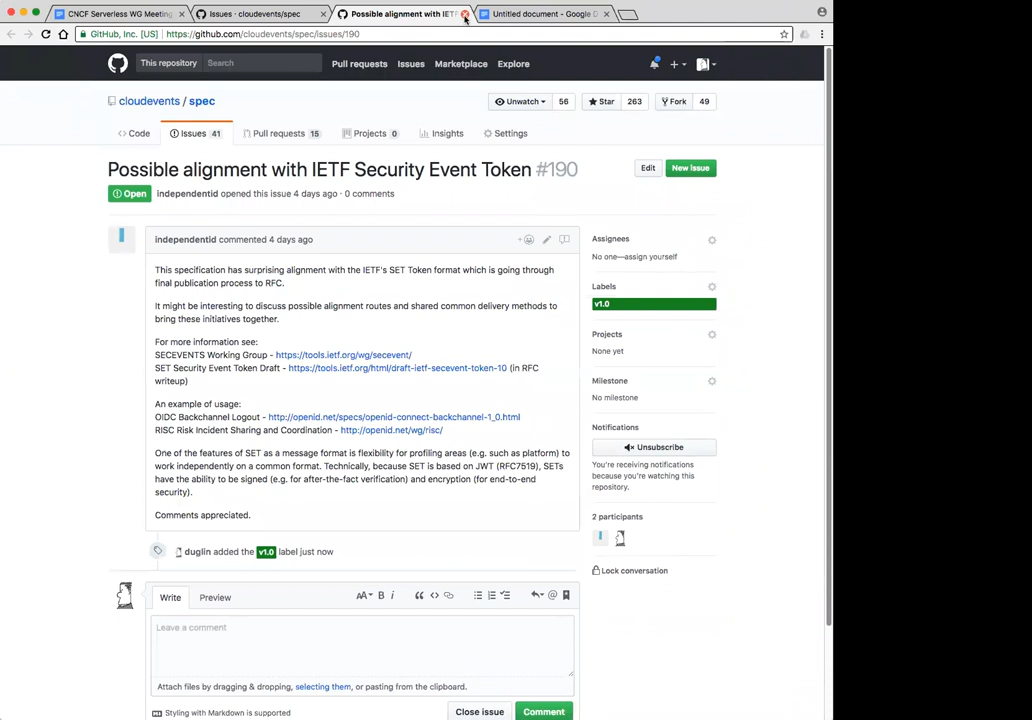 CNCF Serverless WG Meeting
Issues · cloudevents/spec
Possible alignment with IETF
Untitled document - Google D
GitHub, Inc. [US]
https://github.com/cloudevents/spec/issues/190
This repository
Search
Pull requests
Issues
Marketplace
Explore
cloudevents / spec
Unwatch
56
Star
263
Fork
49
Code
Issues 41
Pull requests 15
Projects 0
Insights
Settings
Possible alignment with IETF Security Event Token #190
Edit
New issue
Open
independentid opened this issue 4 days ago · 0 comments
independentid commented 4 days ago
This specification has surprising alignment with the IETF's SET Token format which is going through
final publication process to RFC.
It might be interesting to discuss possible alignment routes and shared common delivery methods to
bring these initiatives together.
For more information see:
SECEVENTS Working Group - https://tools.ietf.org/wg/secevent/
SET Security Event Token Draft - https://tools.ietf.org/html/draft-ietf-secevent-token-10 (in RFC
writeup)
An example of usage:
OIDC Backchannel Logout - http://openid.net/specs/openid-connect-backchannel-1_0.html
RISC Risk Incident Sharing and Coordination - http://openid.net/wg/risc/
One of the features of SET as a message format is flexibility for profiling areas (e.g. such as platform) to
work independently on a common format. Technically, because SET is based on JWT (RFC7519), SETs
have the ability to be signed (e.g. for after-the-fact verification) and encryption (for end-to-end
security).
Comments appreciated.
duglin added the v1.0 label just now
Write
Preview
AA B i
Leave a comment
Attach files by dragging & dropping, selecting them, or pasting from the clipboard.
Styling with Markdown is supported
Close issue
Comment
Assignees
No one—assign yourself
Labels
v1.0
Projects
None yet
Milestone
No milestone
Notifications
Unsubscribe
You're receiving notifications
because you're watching this
repository.
2 participants
Lock conversation